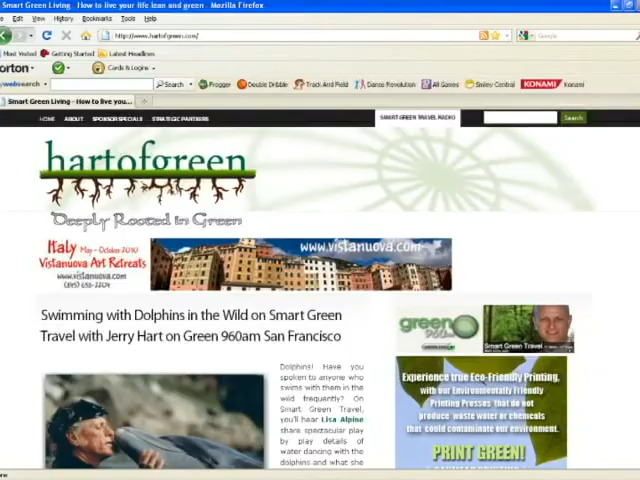 Smart Green Living - How to live your life lean and green - Mozilla Firefox
Edit View History Bookmarks Tools Help
http://www.hartofgreen.com/
Google
Most Visited Getting Started Latest Headlines
orton Cards & Logins
mywebsearch Search Frogger Double Dribble Track And Field Dance Revolution All Games Smiley Central KONAMI Konami
Smart Green Living - How to live you...
HOME ABOUT SPONSOR SPECIALS STRATEGIC PARTNERS SMART GREEN TRAVEL RADIO Search
hartofgreen
Deeply Rooted in Green
Italy May - October 2010
Vistanuova Art Retreats
www.vistanuova.com
(845) 656-2204
www.vistanuova.com
Swimming with Dolphins in the Wild on Smart Green
Travel with Jerry Hart on Green 960am San Francisco
green
960am
Smart Green Travel
Dolphins! Have you
spoken to anyone who
swims with them in the
wild frequently? On
Smart Green Travel,
you'll hear Lisa Alpine
share spectacular play
by play details of
water dancing with the
dolphins and what she
Experience true Eco-Friendly Printing,
with our Environmentally Friendly
Printing Presses that do not
produce waste water or chemicals
that could contaminate our environment.
PRINT GREEN!